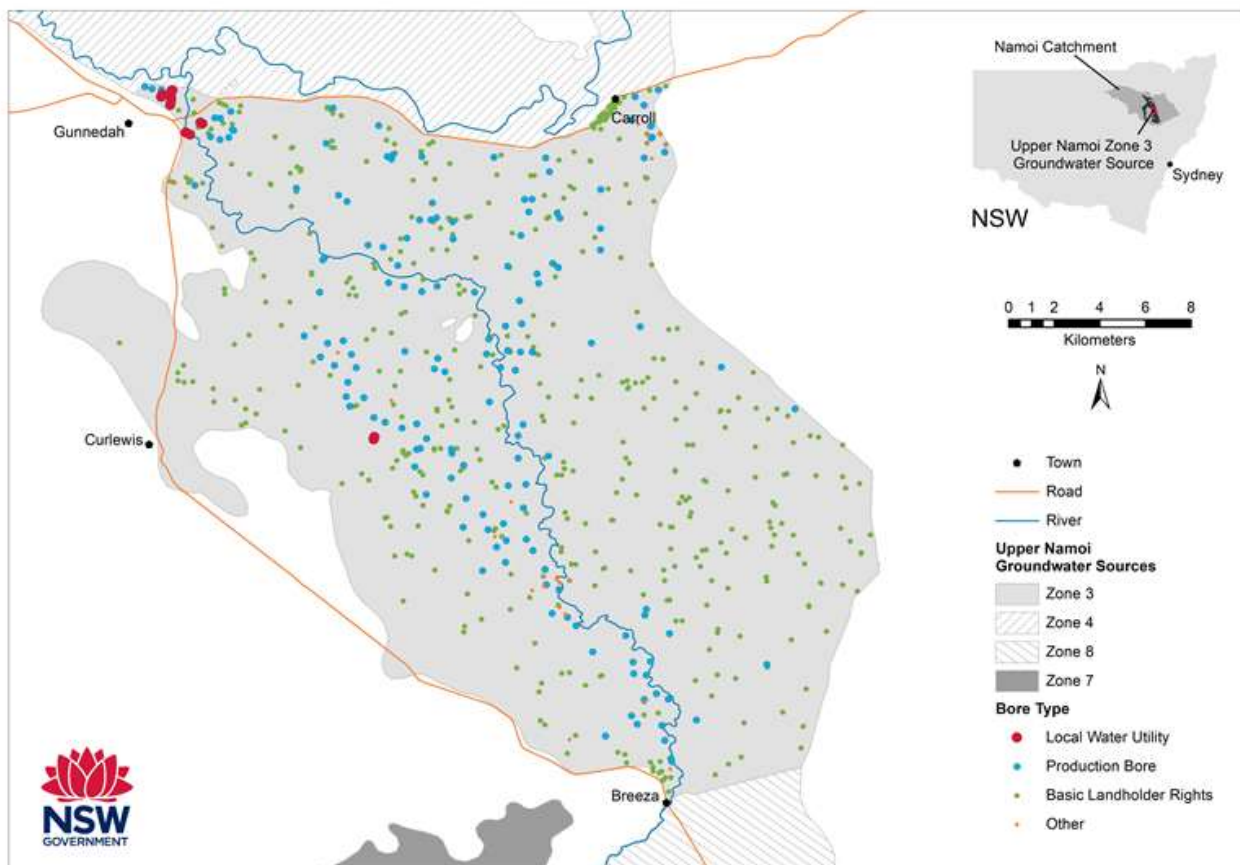 Gunnedah
Carroll
Curlewis
Breeza
NSW
GOVERNMENT
Namoi Catchment
Upper Namoi Zone 3
Groundwater Source
Sydney
NSW
0 1 2 4 6 8
Kilometers
N
Town
Road
River
Upper Namoi
Groundwater Sources
Zone 3
Zone 4
Zone 8
Zone 7
Bore Type
Local Water Utility
Production Bore
Basic Landholder Rights
Other